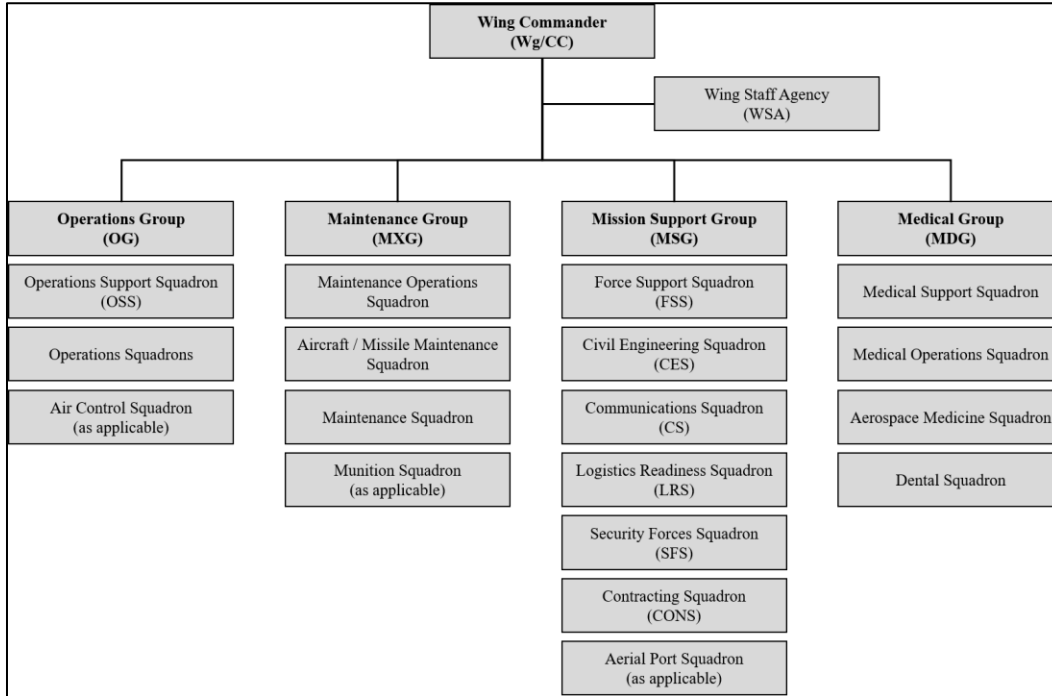 Wing Commander
(Wg/CC)
Wing Staff Agency
(WSA)
Operations Group
(OG)
Operations Support Squadron
(OSS)
Operations Squadrons
Air Control Squadron
(as applicable)
Maintenance Group
(MXG)
Maintenance Operations
Squadron
Aircraft / Missile Maintenance
Squadron
Maintenance Squadron
Munition Squadron
(as applicable)
Mission Support Group
(MSG)
Force Support Squadron
(FSS)
Civil Engineering Squadron
(CES)
Communications Squadron
(CS)
Logistics Readiness Squadron
(LRS)
Security Forces Squadron
(SFS)
Contracting Squadron
(CONS)
Aerial Port Squadron
(as applicable)
Medical Group
(MDG)
Medical Support Squadron
Medical Operations Squadron
Aerospace Medicine Squadron
Dental Squadron